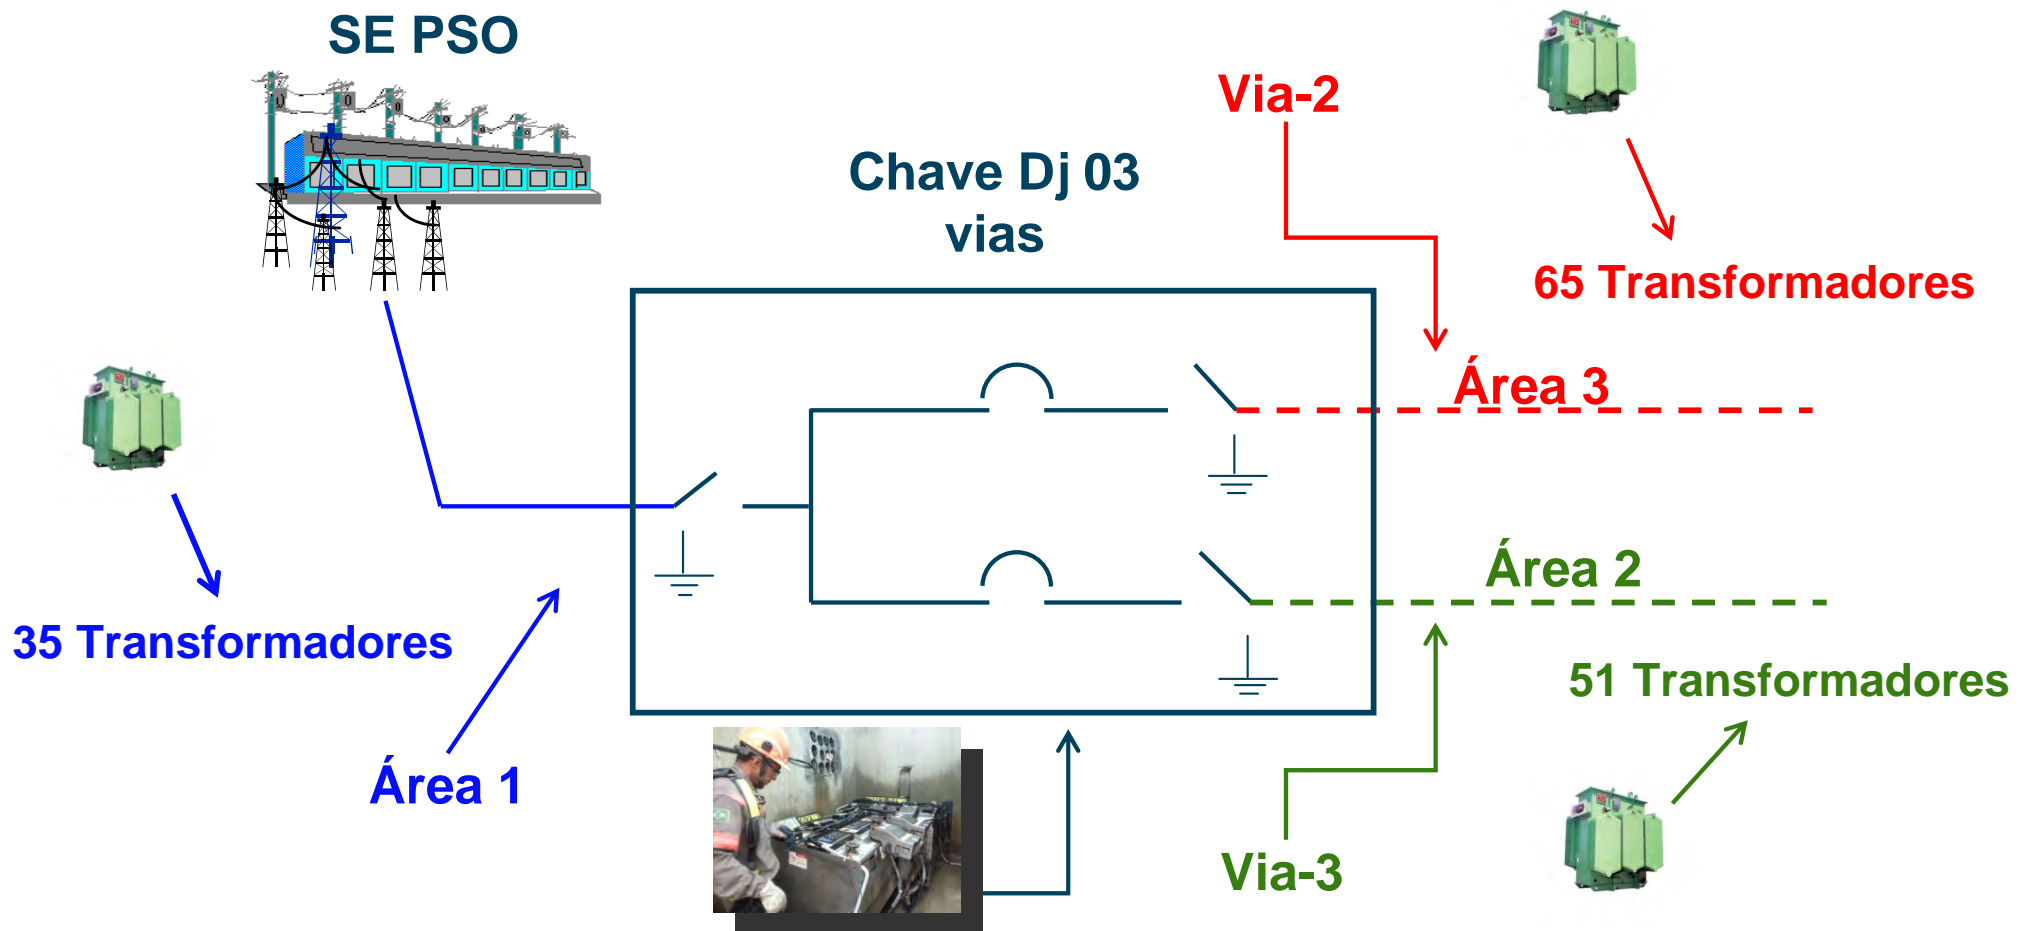 SE PSO
Via-2
Chave Dj 03
vias
65 Transformadores
Área 3
Área 2
35 Transformadores
51 Transformadores
Área 1
Via-3